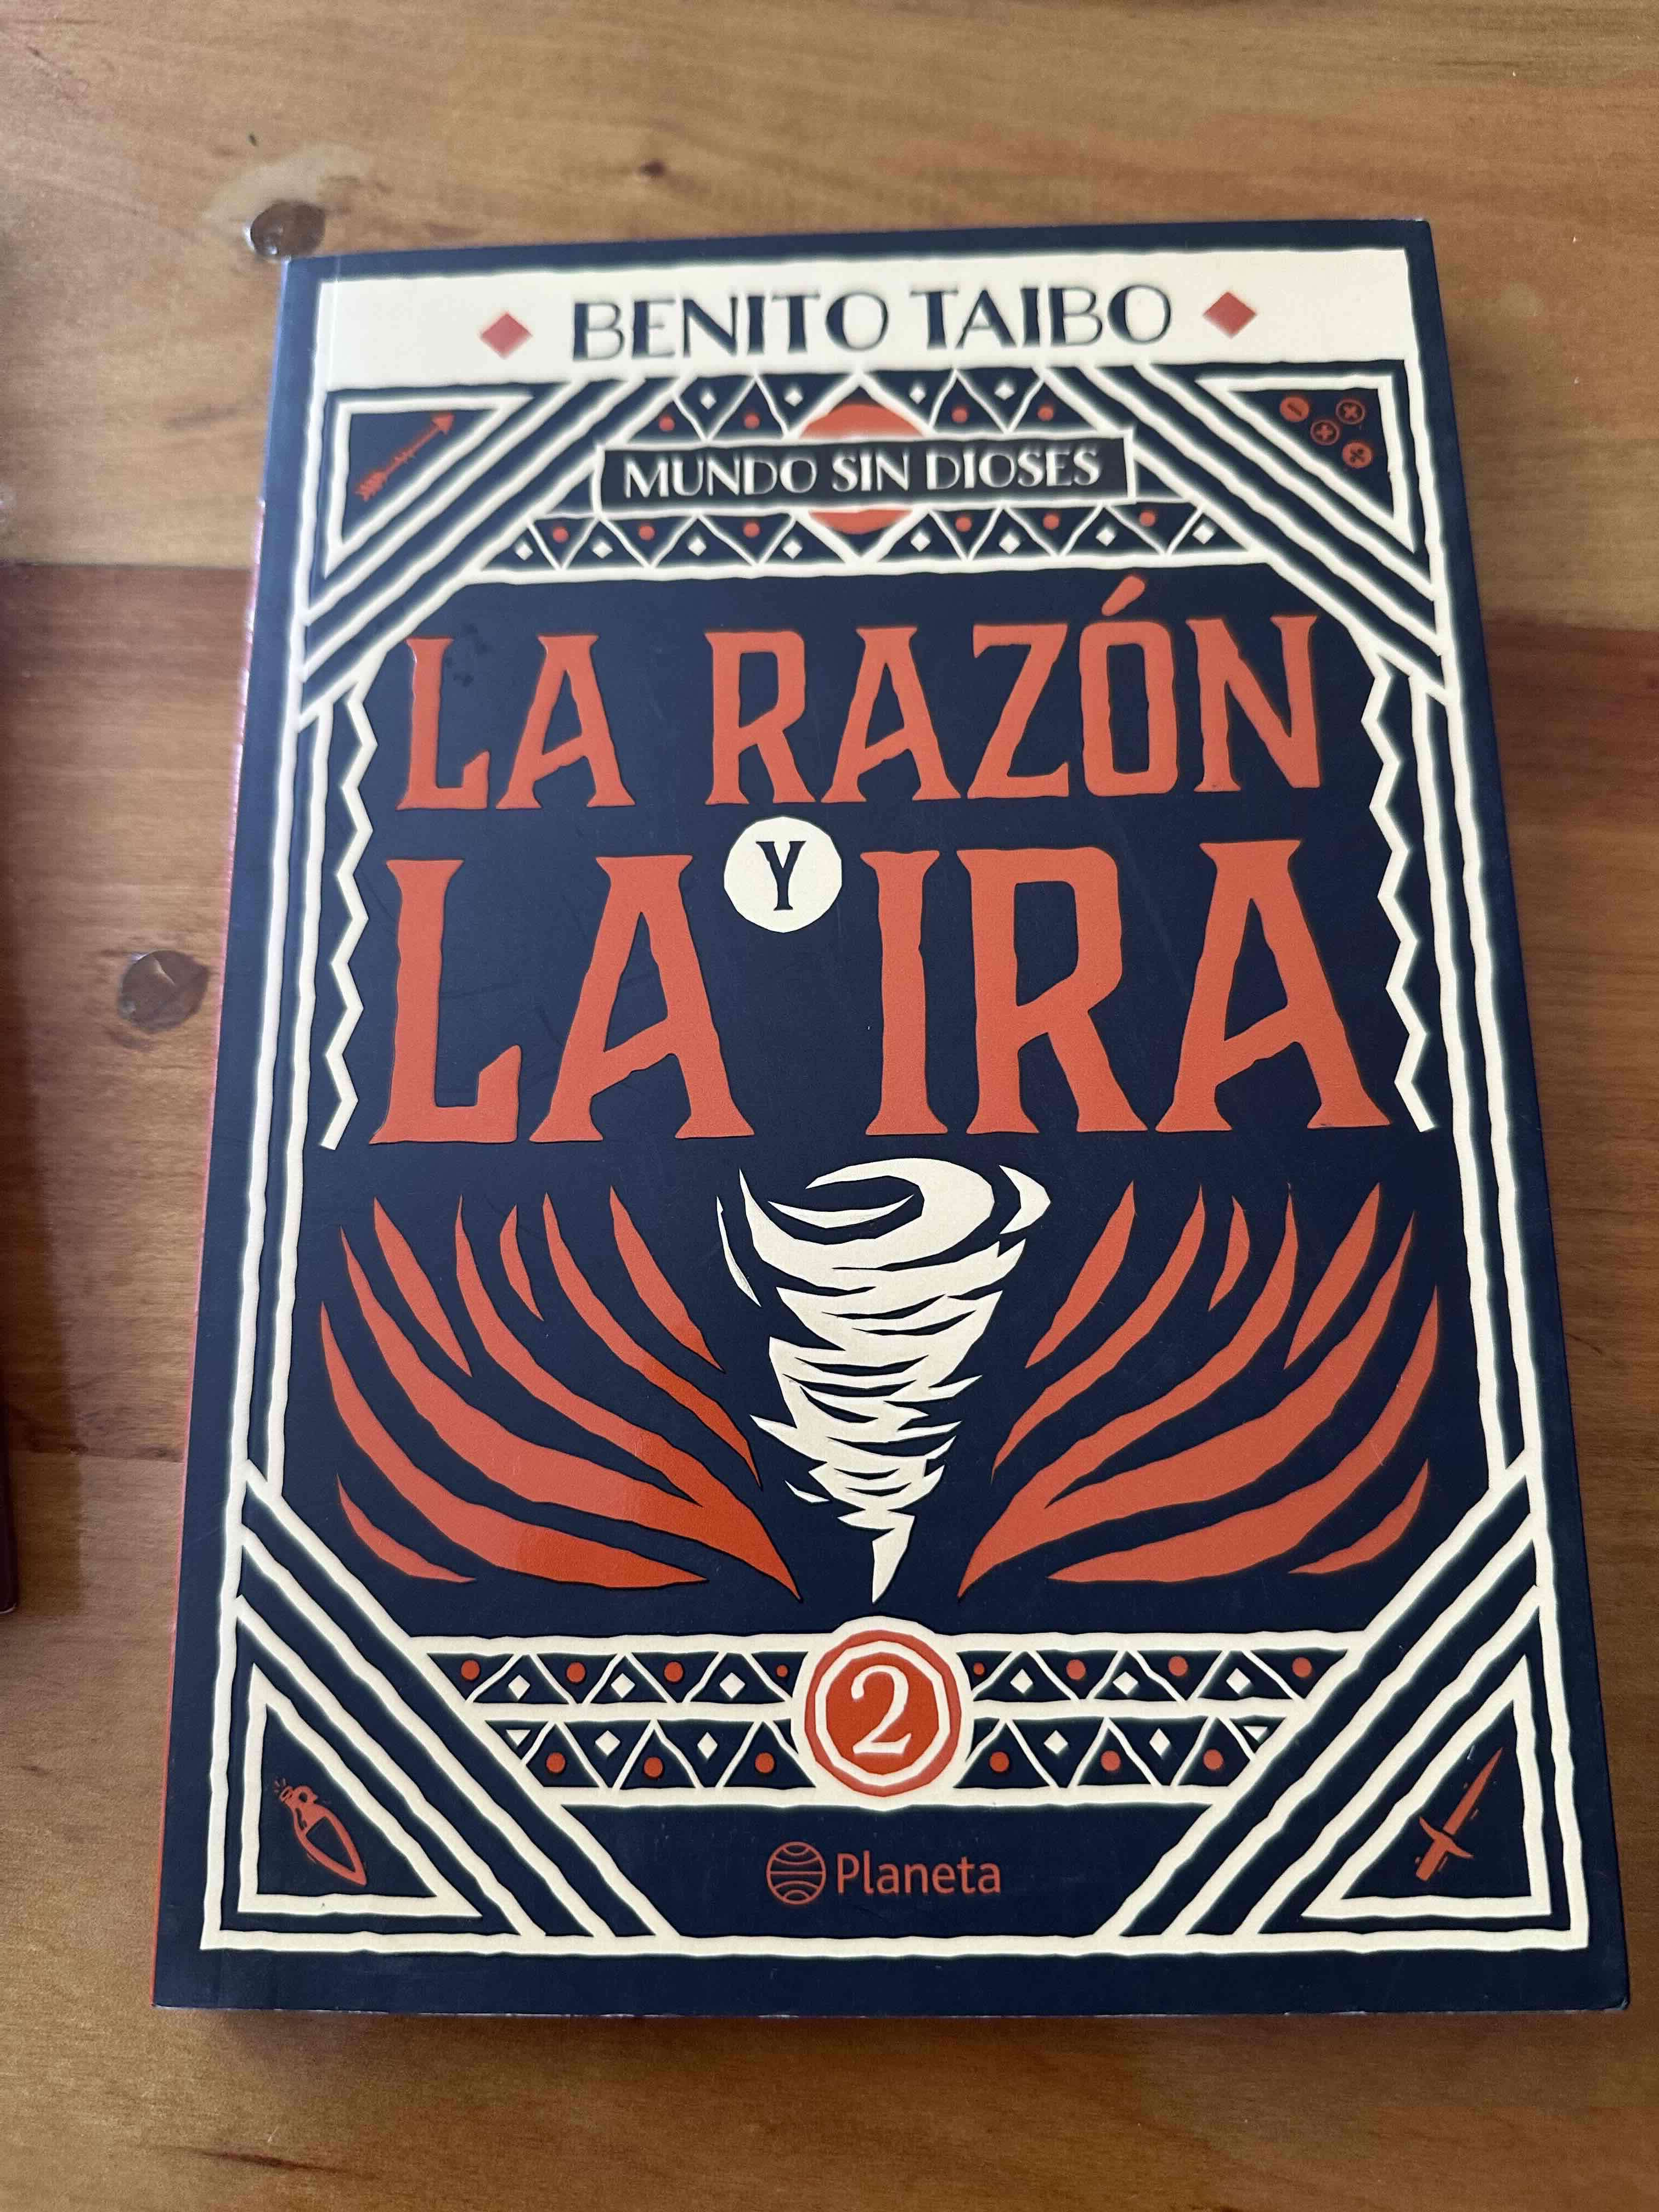 BENITO TAIBO
MUNDO SIN DIOSES
LA RAZÓN
Y
LA IRA
2
Planeta